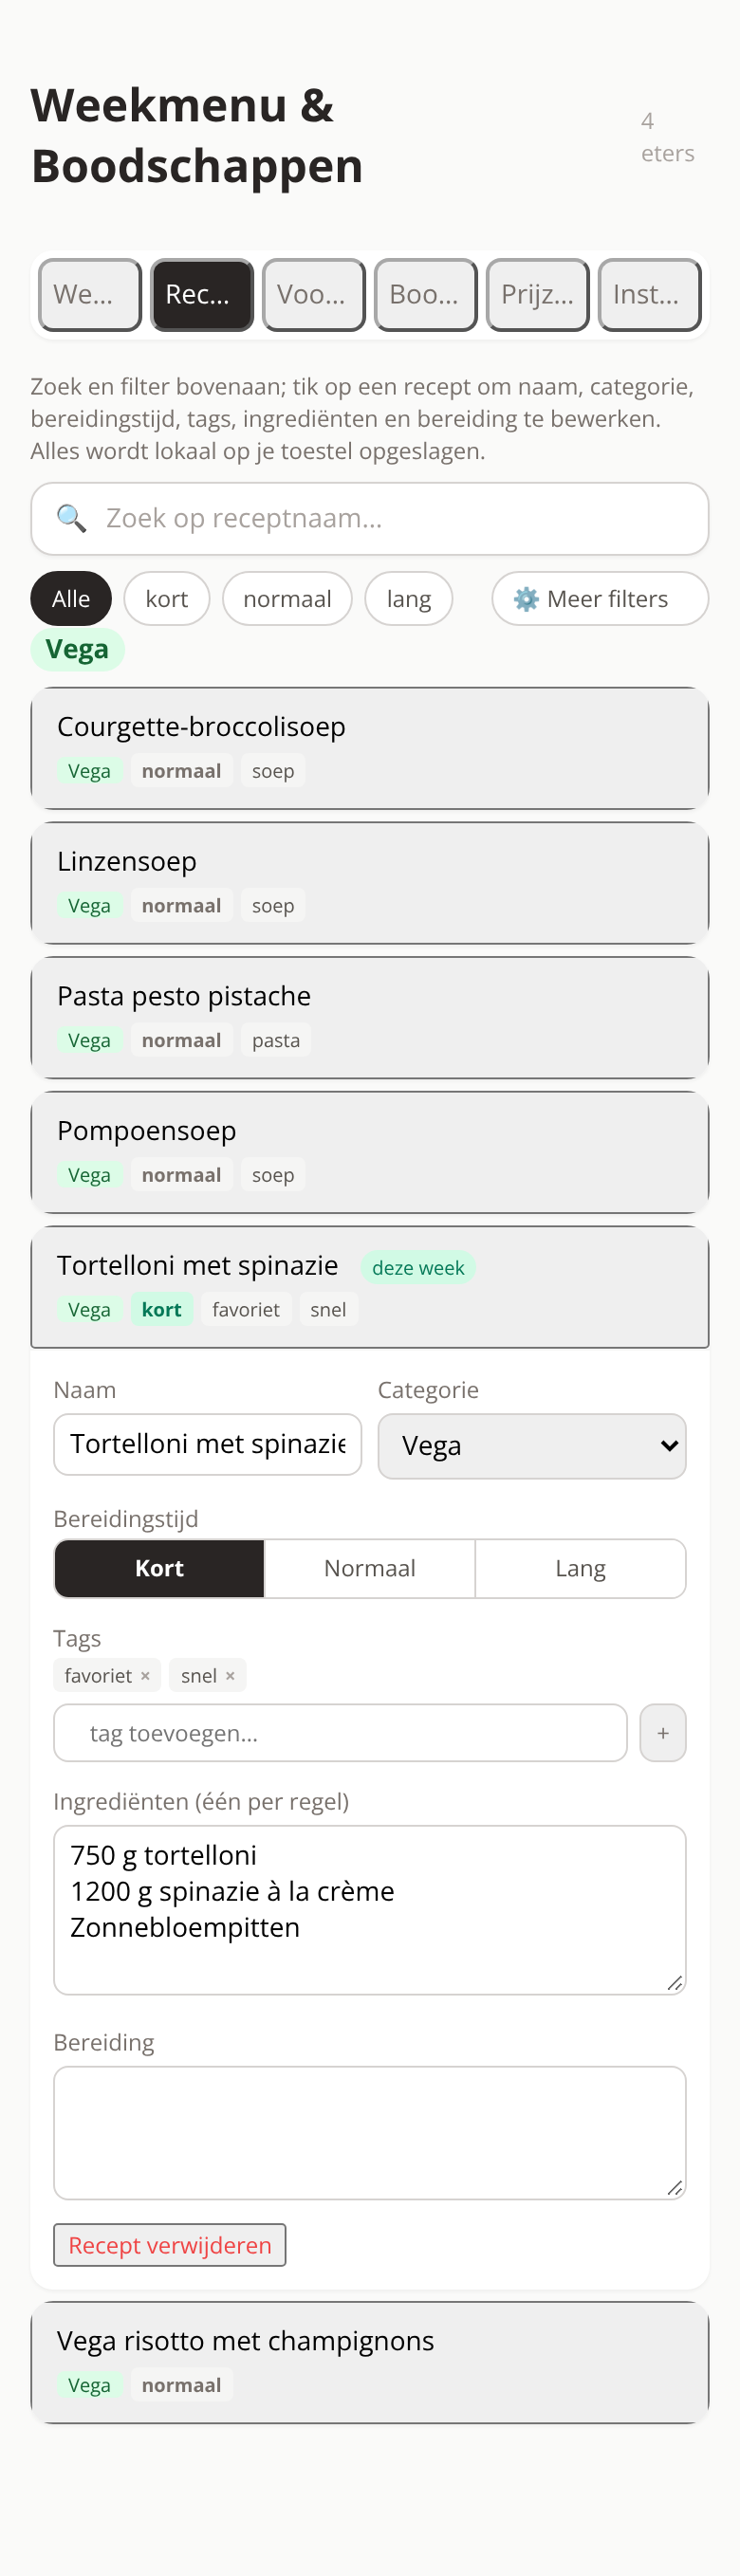 Weekmenu &
Boodschappen
4
eters
We...
Rec...
Voo...
Boo...
Prijz...
Inst...
Zoek en filter bovenaan; tik op een recept om naam, categorie,
bereidingstijd, tags, ingrediënten en bereiding te bewerken.
Alles wordt lokaal op je toestel opgeslagen.
🔍 Zoek op receptnaam...
Alle kort normaal lang ⚙️ Meer filters
Vega
Courgette-broccolisoep
Vega normaal soep
Linzensoep
Vega normaal soep
Pasta pesto pistache
Vega normaal pasta
Pompoensoep
Vega normaal soep
Tortelloni met spinazie deze week
Vega kort favoriet snel
Naam Categorie
Tortelloni met spinazie Vega
Bereidingstijd
Kort Normaal Lang
Tags
favoriet × snel ×
tag toevoegen... +
Ingrediënten (één per regel)
750 g tortelloni
1200 g spinazie à la crème
Zonnebloempitten
Bereiding
Recept verwijderen
Vega risotto met champignons
Vega normaal